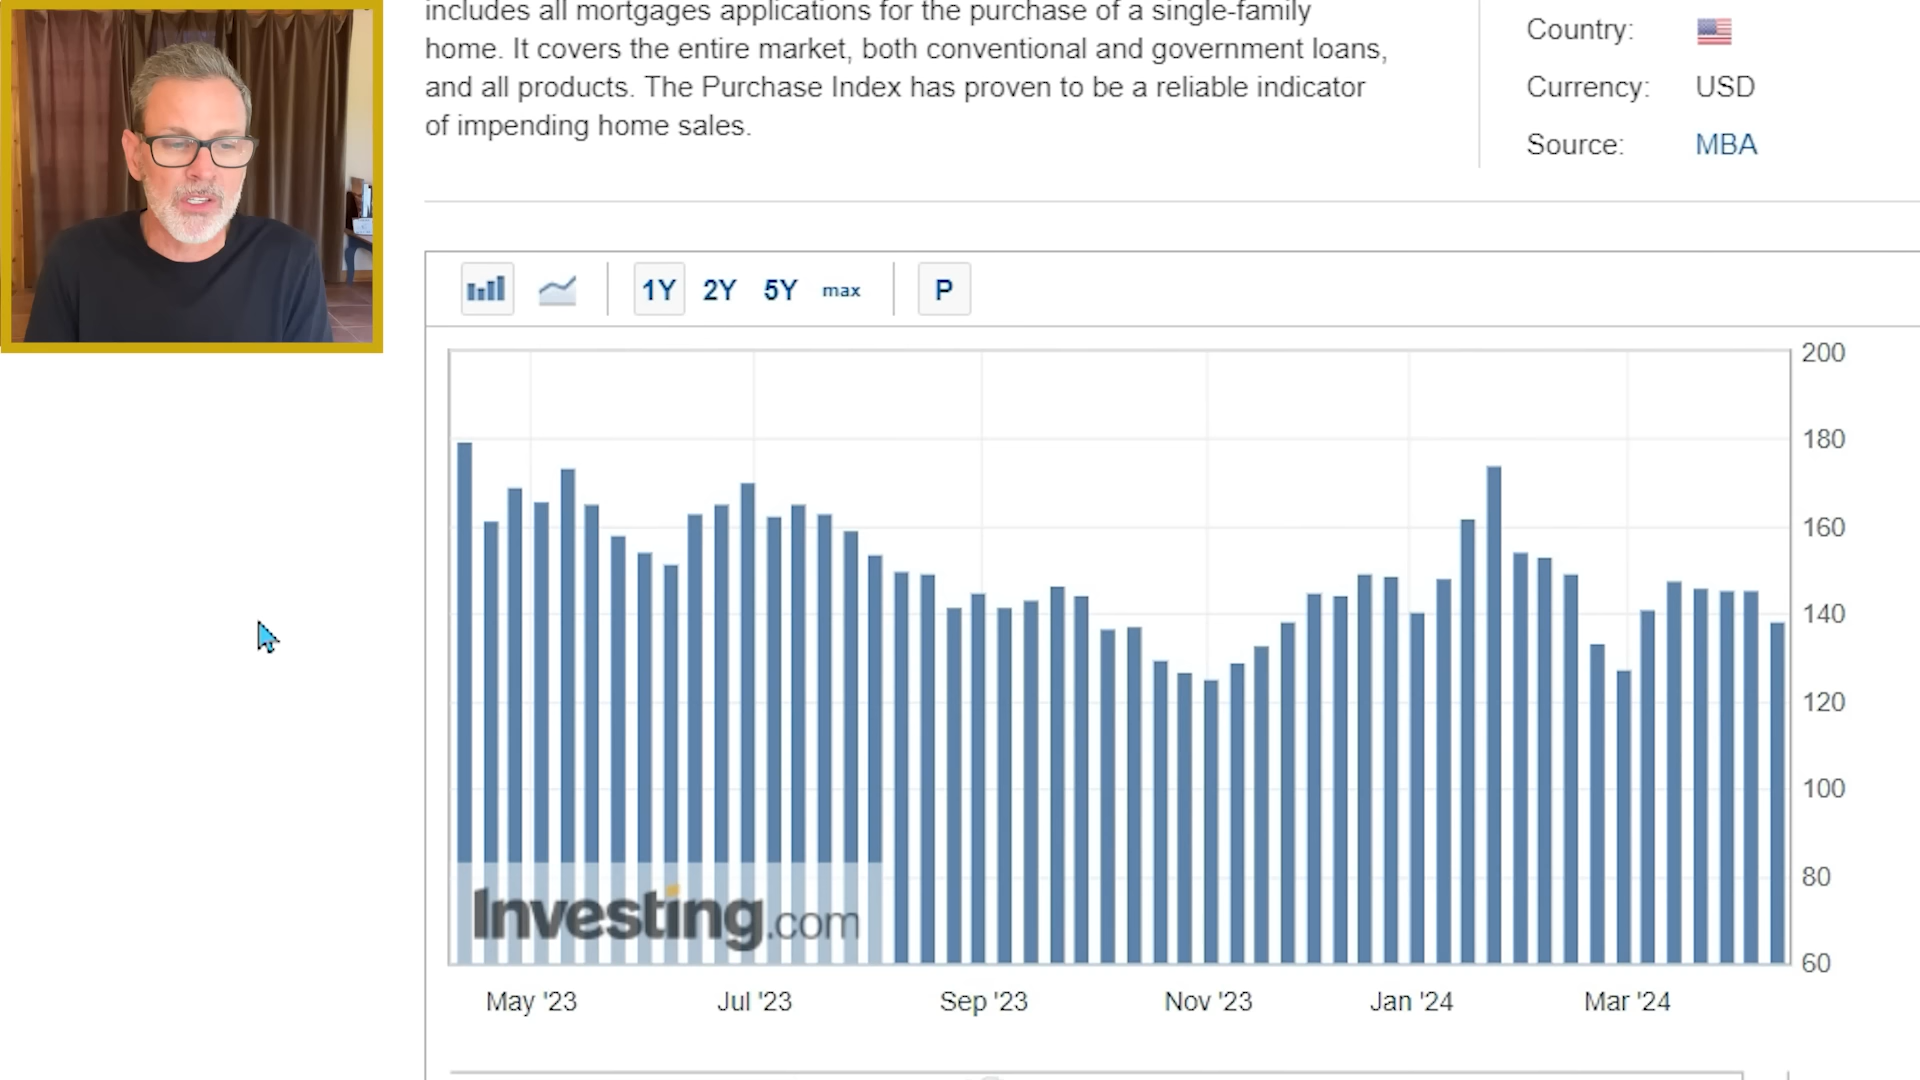 includes all mortgages applications for the purchase of a single-family
home. It covers the entire market, both conventional and government loans,
and all products. The Purchase Index has proven to be a reliable indicator
of impending home sales.
Country:
Currency: USD
Source: MBA
1Y 2Y 5Y max P
200
180
160
140
120
100
80
60
Investing.com
May '23 Jul '23 Sep '23 Nov '23 Jan '24 Mar '24